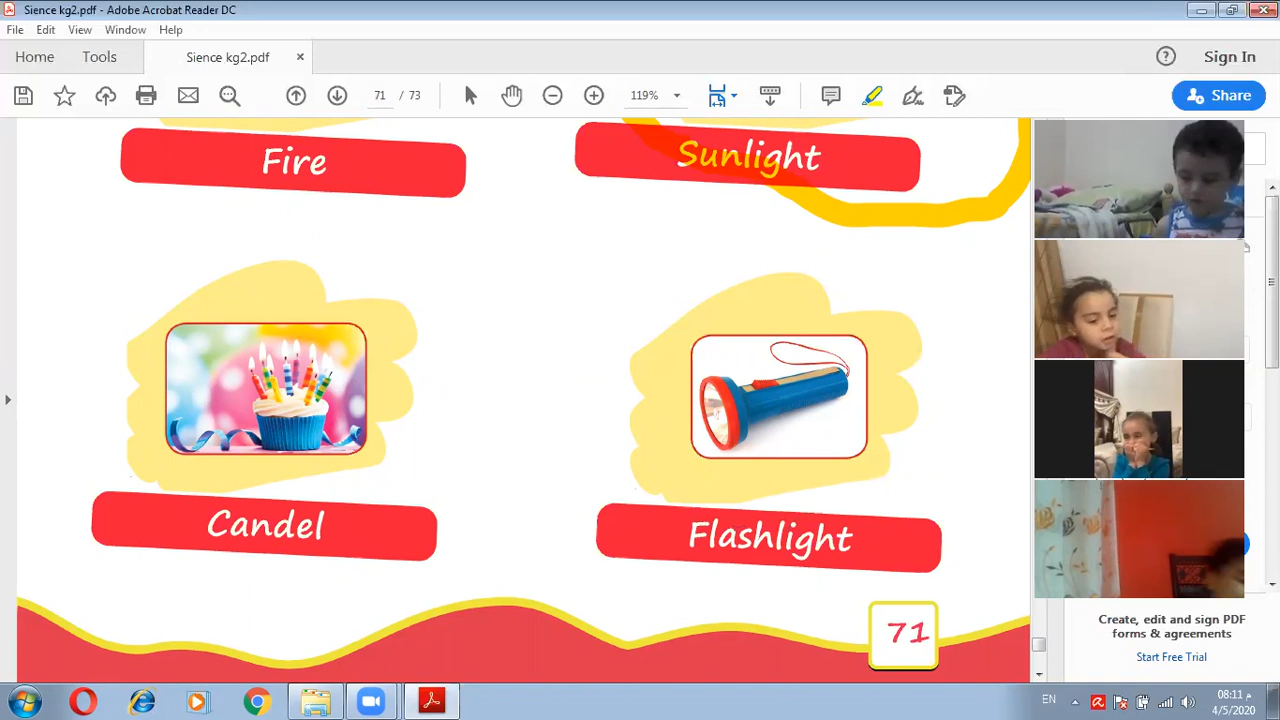 Sience kg2.pdf - Adobe Acrobat Reader DC
File Edit View Window Help
Home Tools Sience kg2.pdf × ? Sign In
71 / 73 119% Share
Fire
Sunlight
Candel
Flashlight
71
Create, edit and sign PDF
forms & agreements
Start Free Trial
EN
08:11 م
4/5/2020